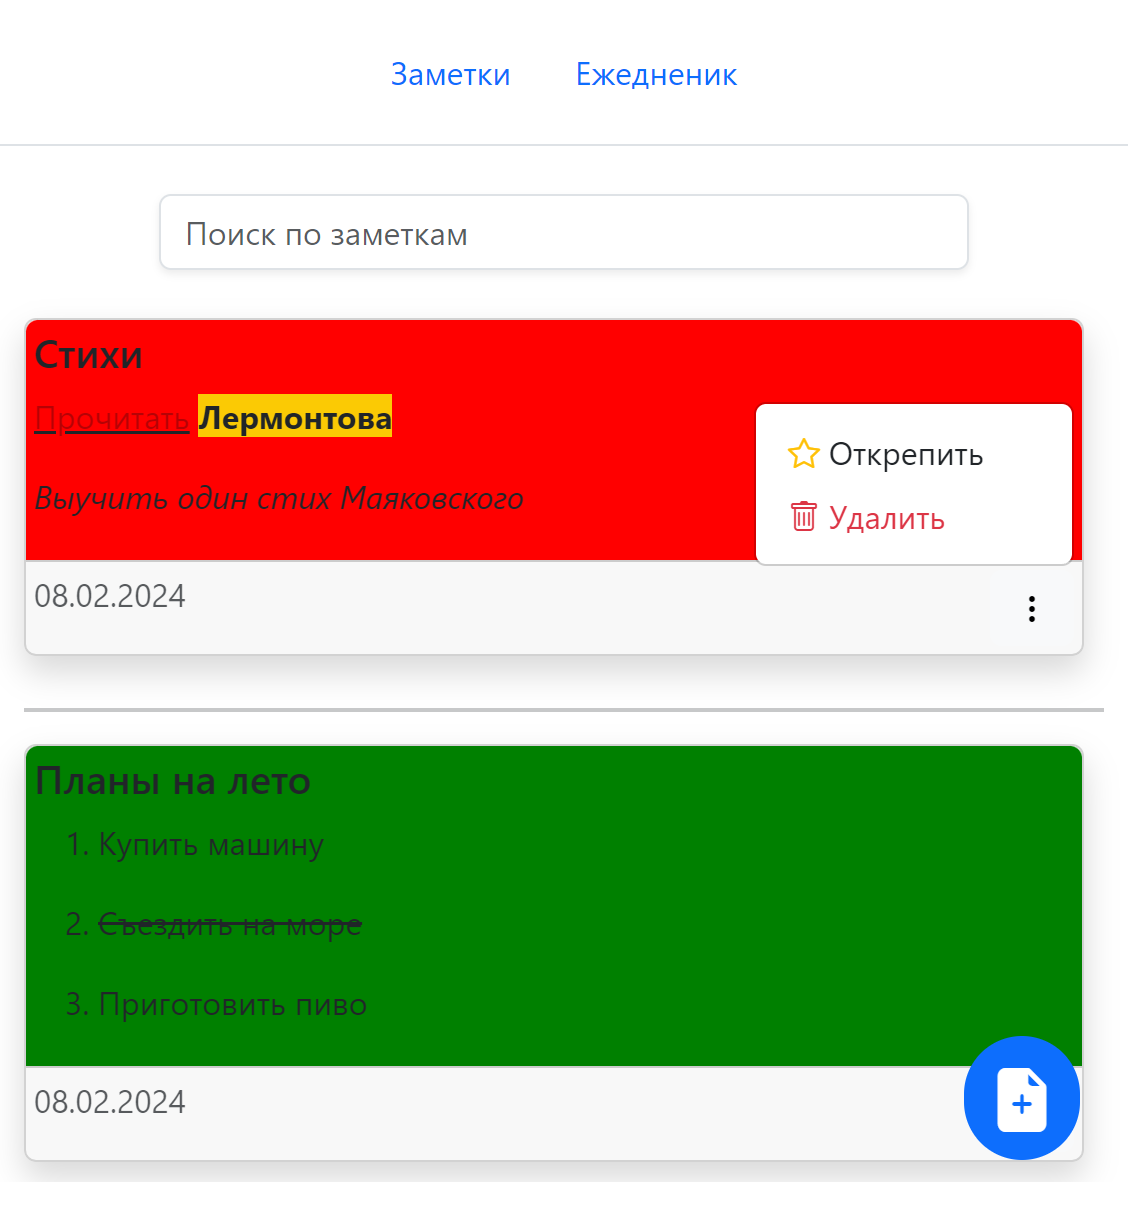 Заметки Ежедненик
Поиск по заметкам
Стихи
Прочитать Лермонтова
Выучить один стих Маяковского
Открепить
Удалить
08.02.2024
Планы на лето
1. Купить машину
2. Съездить на море
3. Приготовить пиво
08.02.2024